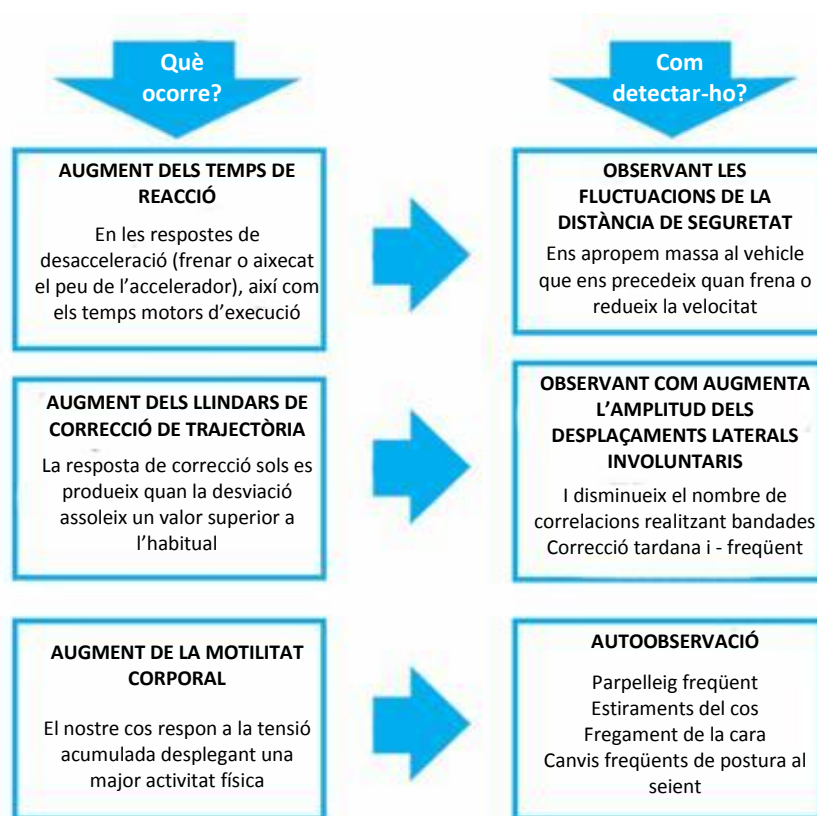 Què
ocorre?
Com
detectar-ho?
AUGMENT DELS TEMPS DE
REACCIÓ
En les respostes de
desacceleració (frenar o aixecat
el peu de l'accelerador), així com
els temps motors d'execució
OBSERVANT LES
FLUCTUACIONS DE LA
DISTÀNCIA DE SEGURETAT
Ens apropem massa al vehicle
que ens precedeix quan frena o
redueix la velocitat
AUGMENT DELS LLINDARS DE
CORRECCIÓ DE TRAJECTÒRIA
La resposta de correcció sols es
produeix quan la desviació
assoleix un valor superior a
l'habitual
OBSERVANT COM AUGMENTA
L'AMPLITUD DELS
DESPLAÇAMENTS LATERALS
INVOLUNTARIS
I disminueix el nombre de
correlacions realitzant bandades
Correcció tardana i - freqüent
AUGMENT DE LA MOTILITAT
CORPORAL
El nostre cos respon a la tensió
acumulada desplegant una
major activitat física
AUTOOBSERVACIÓ
Parpelleig freqüent
Estiraments del cos
Fregament de la cara
Canvis freqüents de postura al
seient